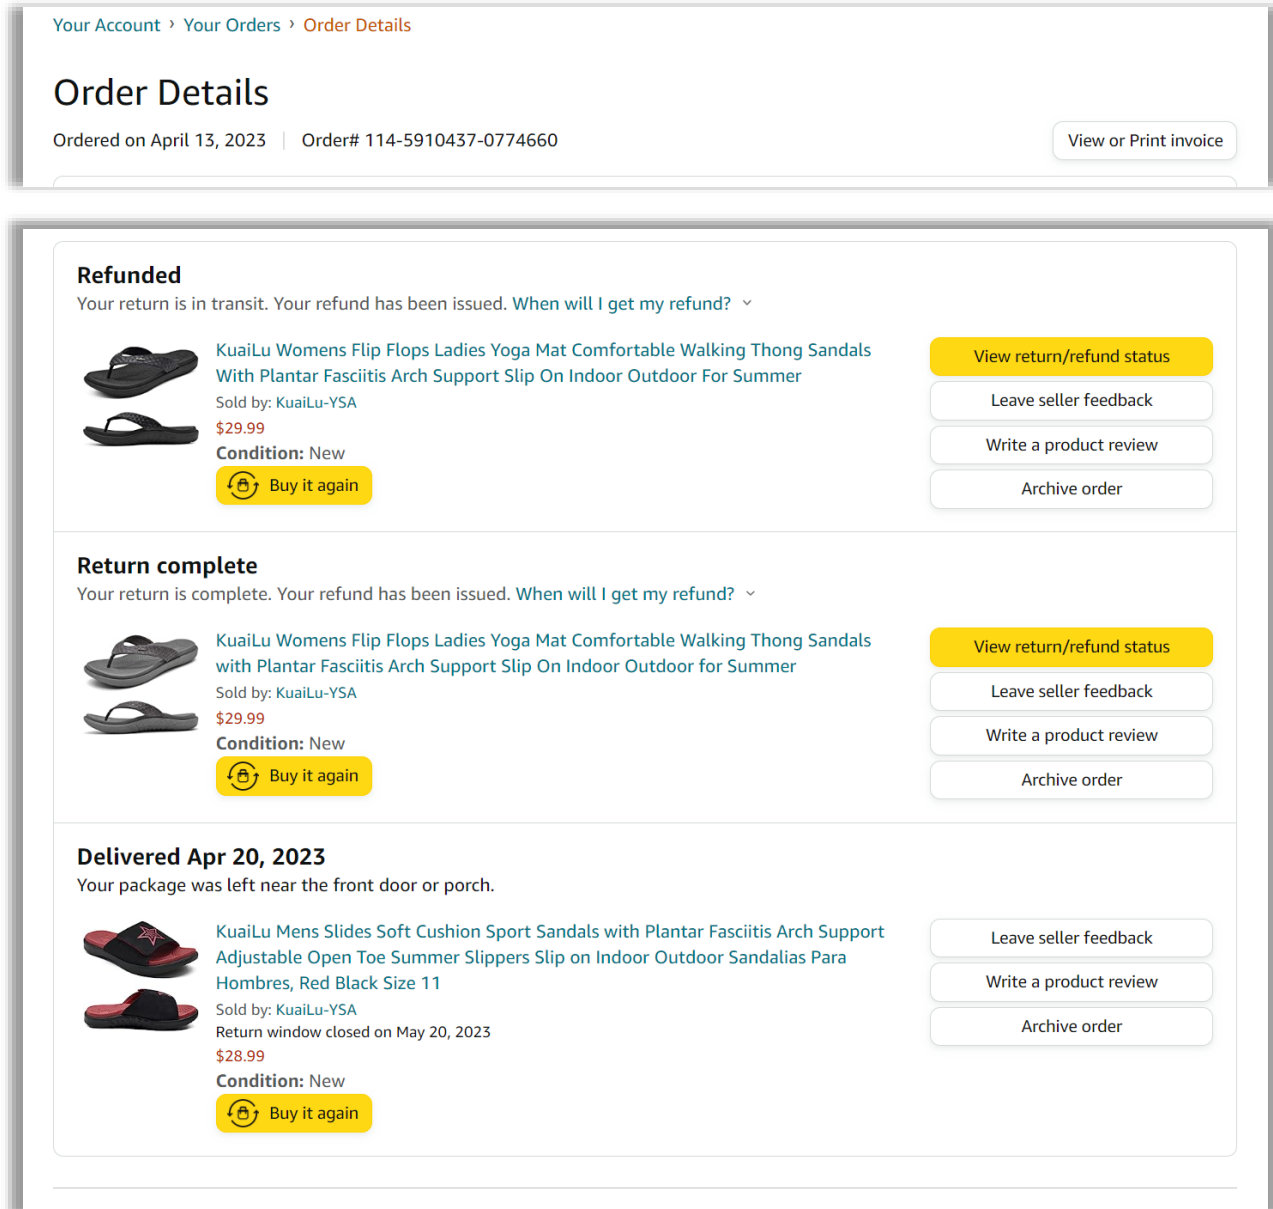 Your Account › Your Orders › Order Details
Order Details
Ordered on April 13, 2023 | Order# 114-5910437-0774660
View or Print invoice
Refunded
Your return is in transit. Your refund has been issued. When will I get my refund?
KuaiLu Womens Flip Flops Ladies Yoga Mat Comfortable Walking Thong Sandals
With Plantar Fasciitis Arch Support Slip On Indoor Outdoor For Summer
Sold by: KuaiLu-YSA
$29.99
Condition: New
Buy it again
View return/refund status
Leave seller feedback
Write a product review
Archive order
Return complete
Your return is complete. Your refund has been issued. When will I get my refund?
KuaiLu Womens Flip Flops Ladies Yoga Mat Comfortable Walking Thong Sandals
with Plantar Fasciitis Arch Support Slip On Indoor Outdoor for Summer
Sold by: KuaiLu-YSA
$29.99
Condition: New
Buy it again
View return/refund status
Leave seller feedback
Write a product review
Archive order
Delivered Apr 20, 2023
Your package was left near the front door or porch.
KuaiLu Mens Slides Soft Cushion Sport Sandals with Plantar Fasciitis Arch Support
Adjustable Open Toe Summer Slippers Slip on Indoor Outdoor Sandalias Para
Hombres, Red Black Size 11
Sold by: KuaiLu-YSA
Return window closed on May 20, 2023
$28.99
Condition: New
Buy it again
Leave seller feedback
Write a product review
Archive order